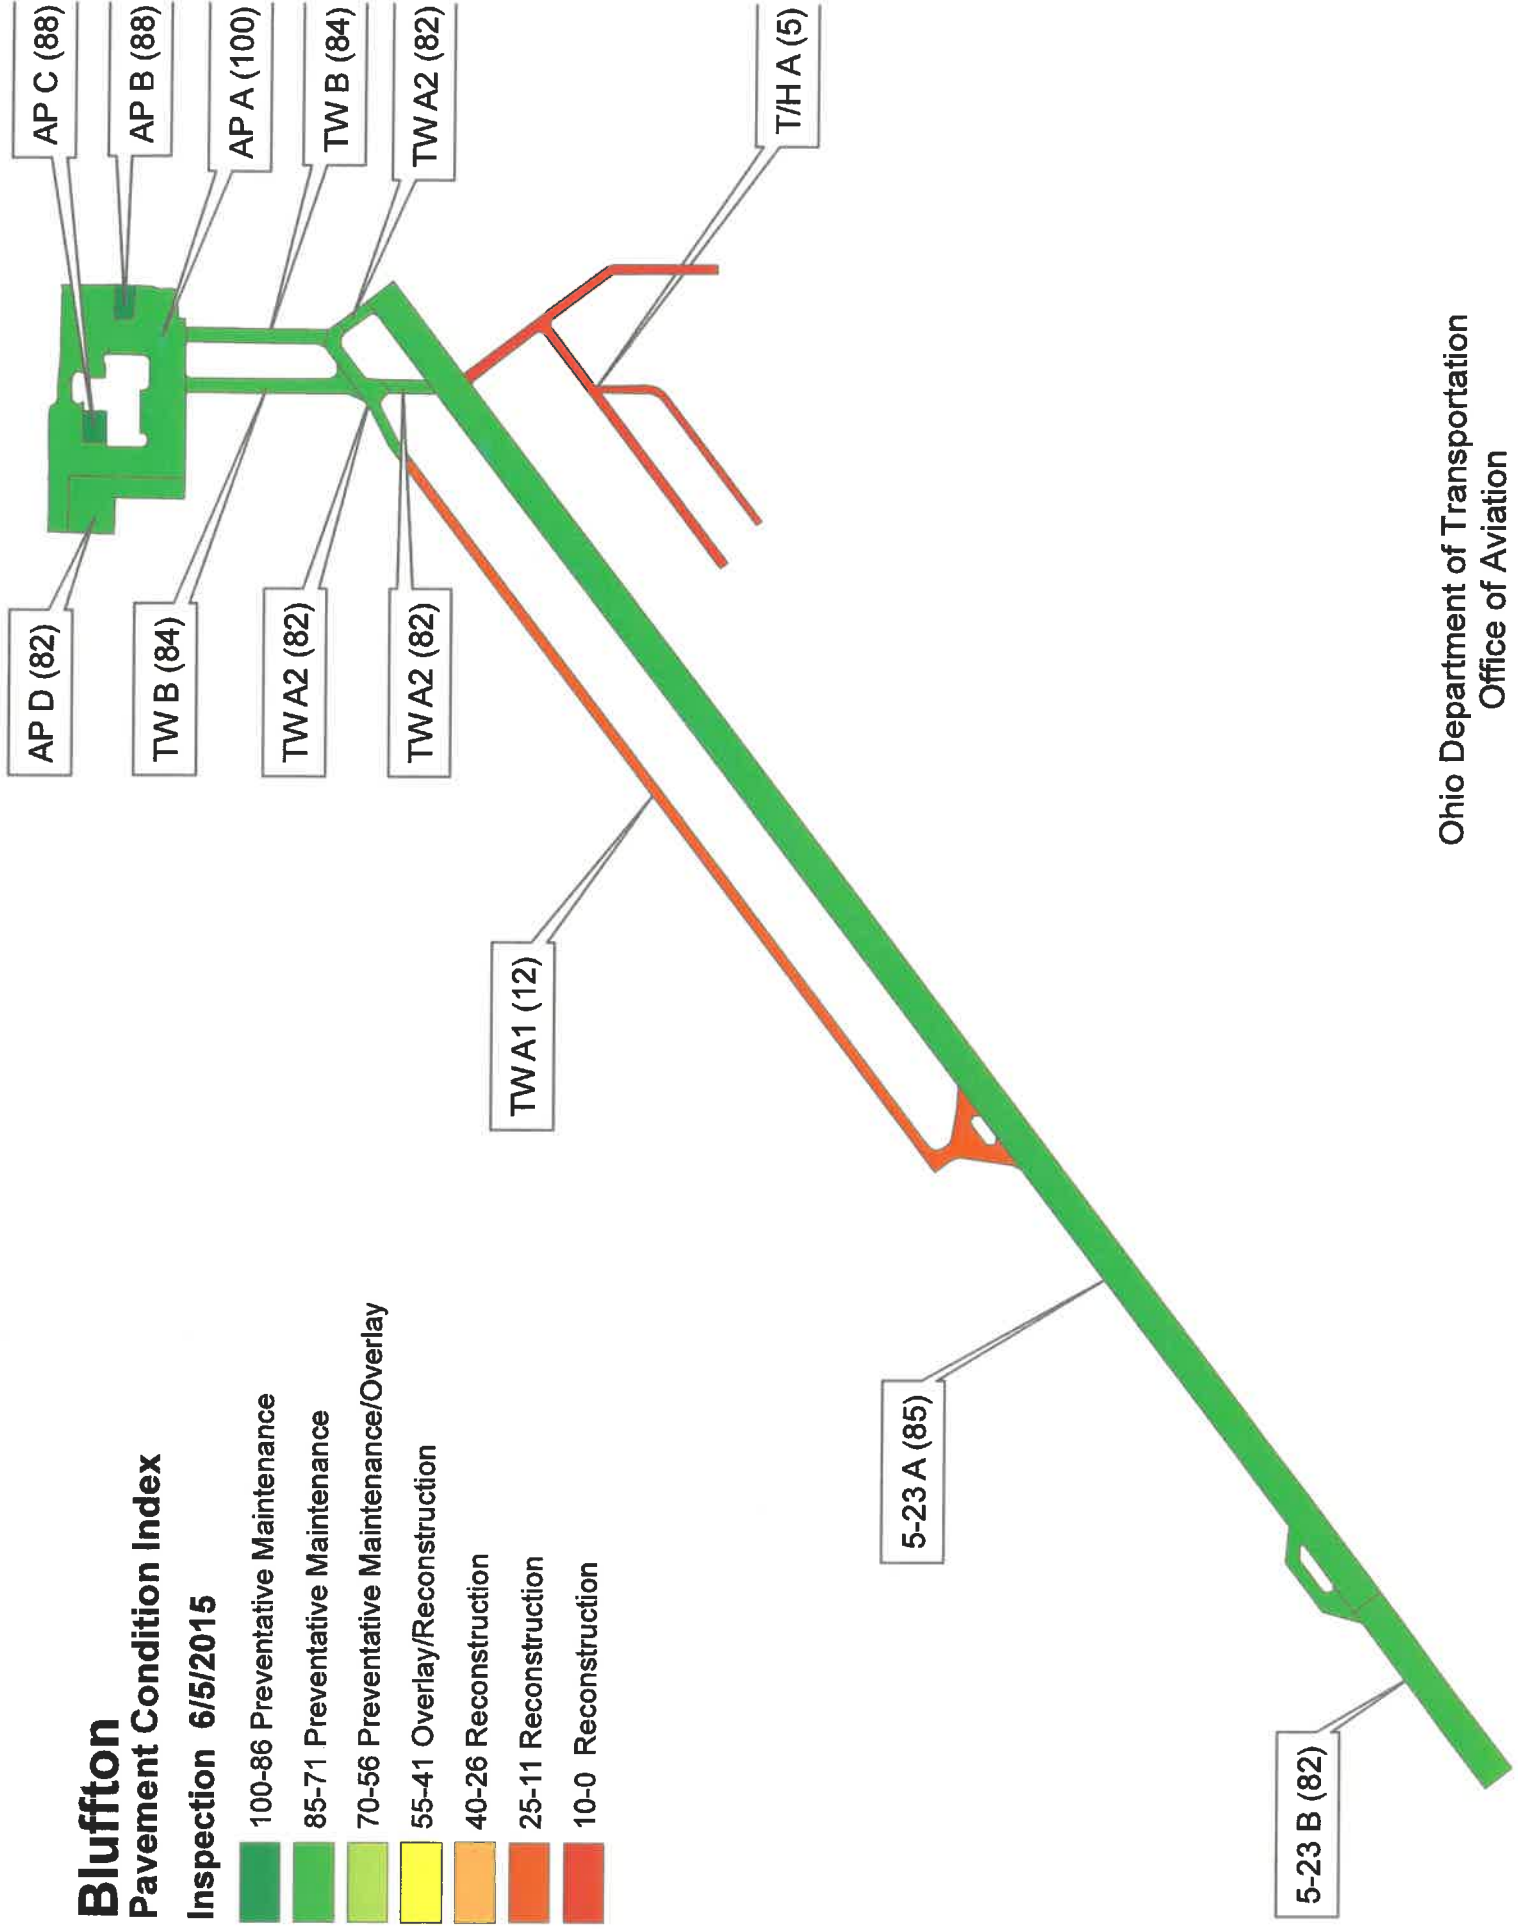 Bluffton
Pavement Condition Index
Inspection 6/5/2015
100-86 Preventative Maintenance
85-71 Preventative Maintenance
70-56 Preventative Maintenance/Overlay
55-41 Overlay/Reconstruction
40-26 Reconstruction
25-11 Reconstruction
10-0 Reconstruction
AP D (82)
TW B (84)
TW A2 (82)
TW A2 (82)
AP C (88)
AP B (88)
AP A (100)
TW B (84)
TW A2 (82)
T/H A (5)
TW A1 (12)
5-23 A (85)
5-23 B (82)
Ohio Department of Transportation
Office of Aviation